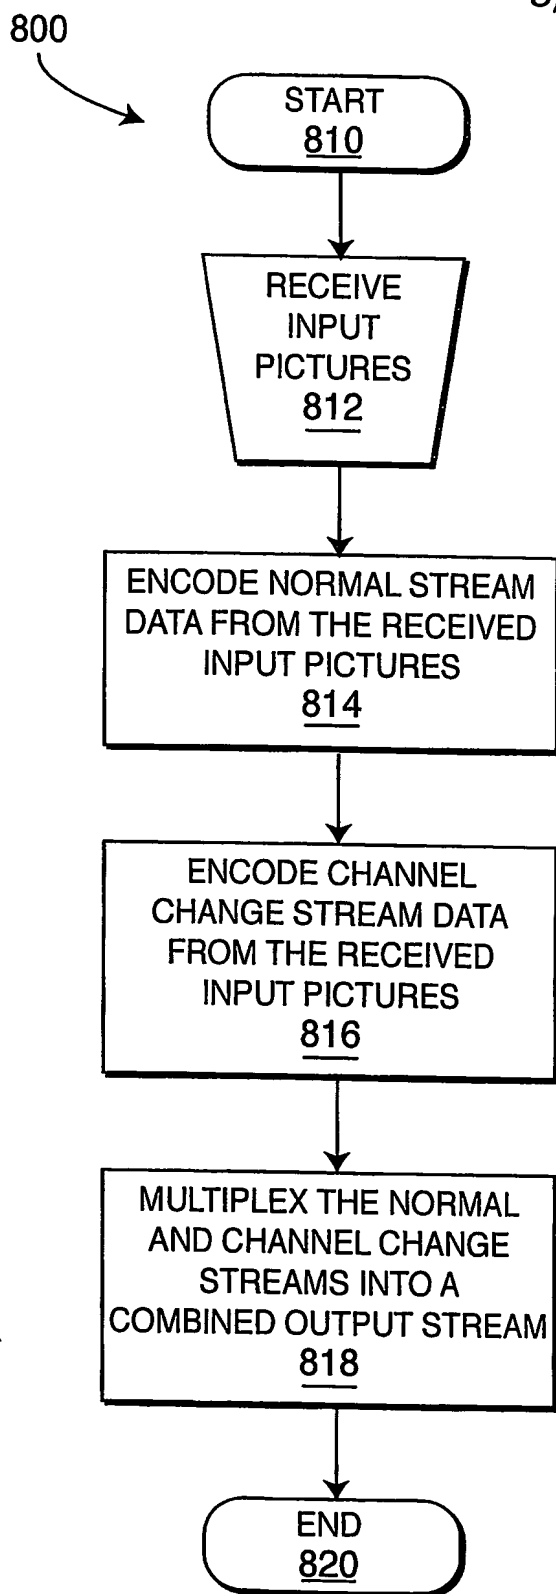 800
START
810
RECEIVE
INPUT
PICTURES
812
ENCODE NORMAL STREAM
DATA FROM THE RECEIVED
INPUT PICTURES
814
ENCODE CHANNEL
CHANGE STREAM DATA
FROM THE RECEIVED
INPUT PICTURES
816
MULTIPLEX THE NORMAL
AND CHANNEL CHANGE
STREAMS INTO A
COMBINED OUTPUT STREAM
818
END
820